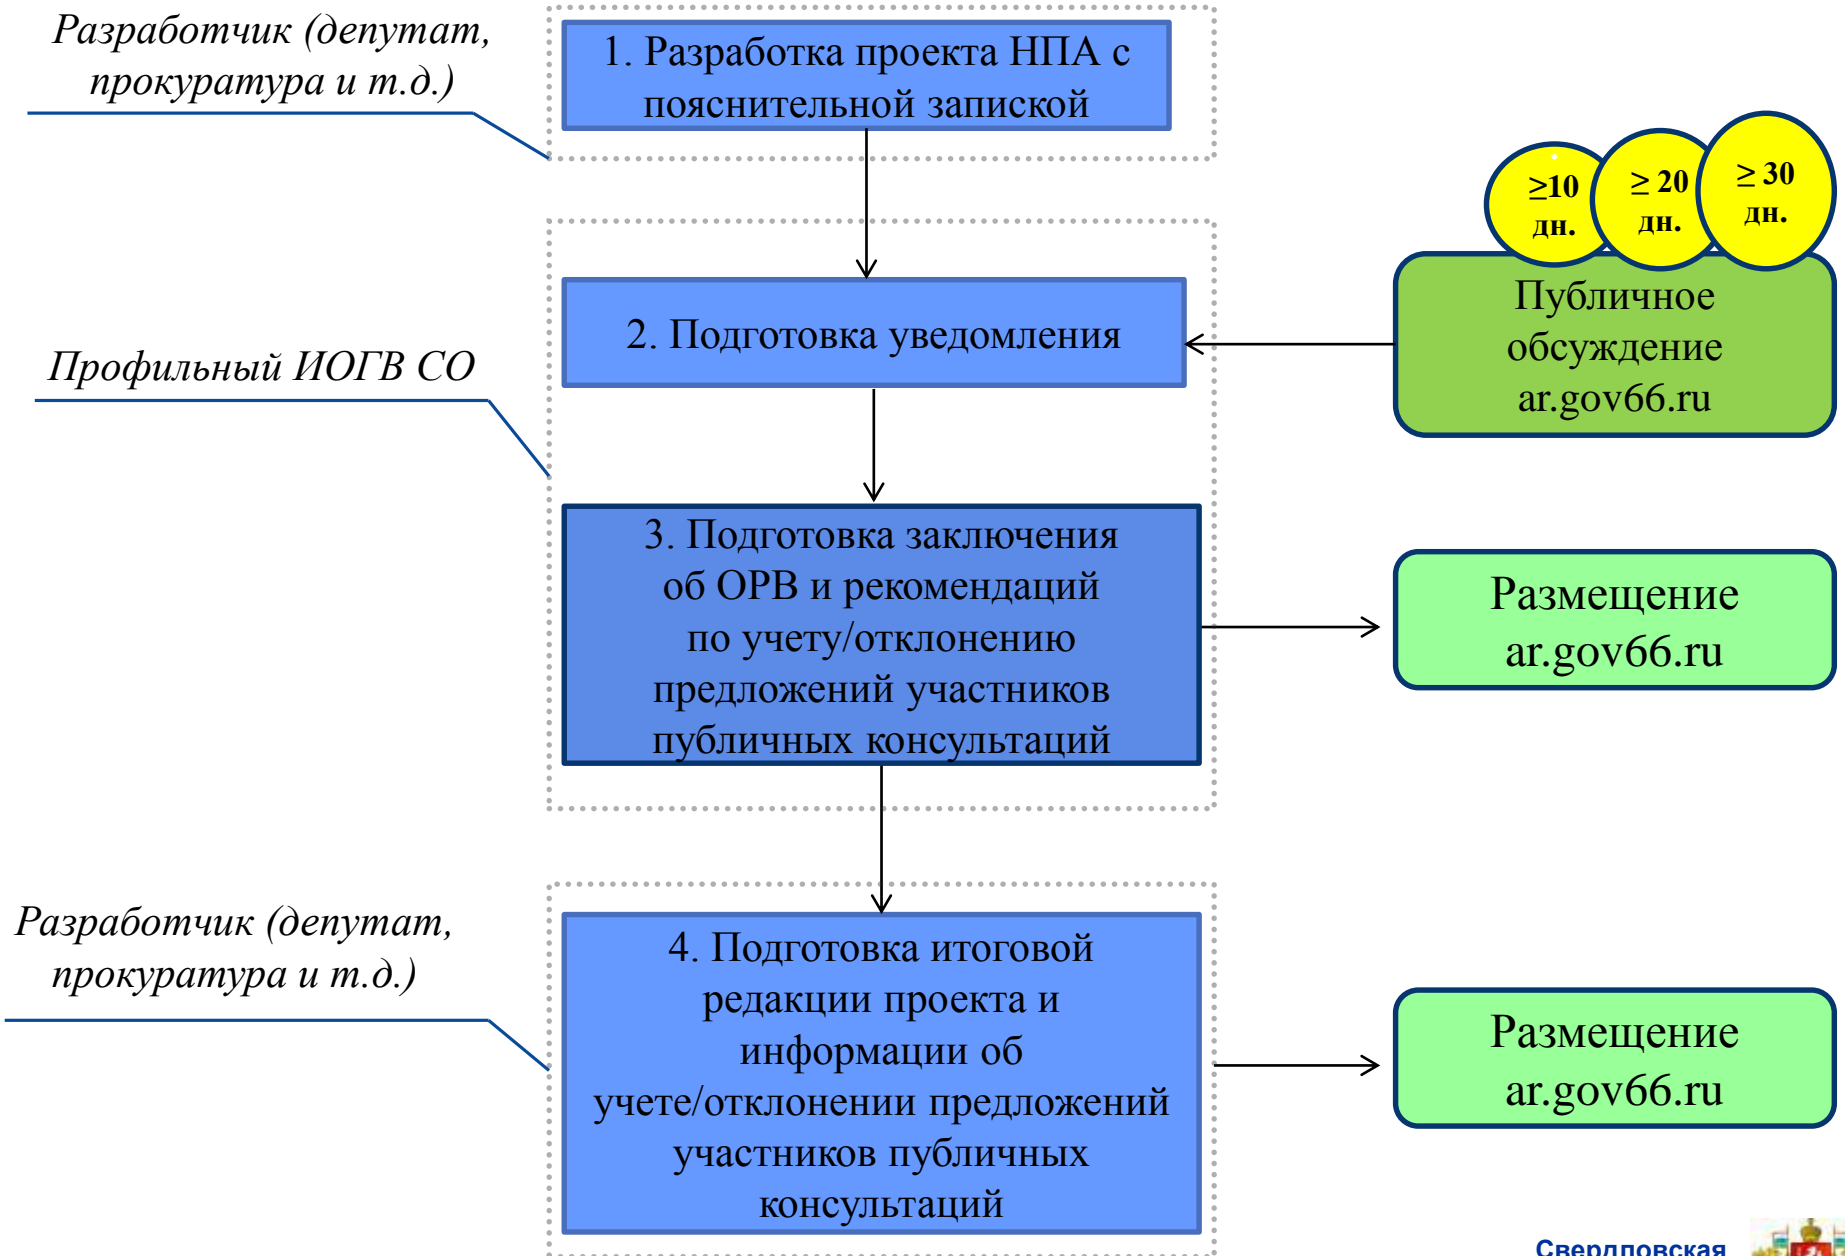 Разработчик (депутат,
прокуратура и т.д.)
1. Разработка проекта НПА с
пояснительной запиской
≥10
дн.
≥ 20
дн.
≥ 30
дн.
Публичное
обсуждение
ar.gov66.ru
2. Подготовка уведомления
Профильный ИОГВ СО
3. Подготовка заключения
об ОРВ и рекомендаций
по учету/отклонению
предложений участников
публичных консультаций
Размещение
ar.gov66.ru
Разработчик (депутат,
прокуратура и т.д.)
4. Подготовка итоговой
редакции проекта и
информации об
учете/отклонении предложений
участников публичных
консультаций
Размещение
ar.gov66.ru
Свердловская